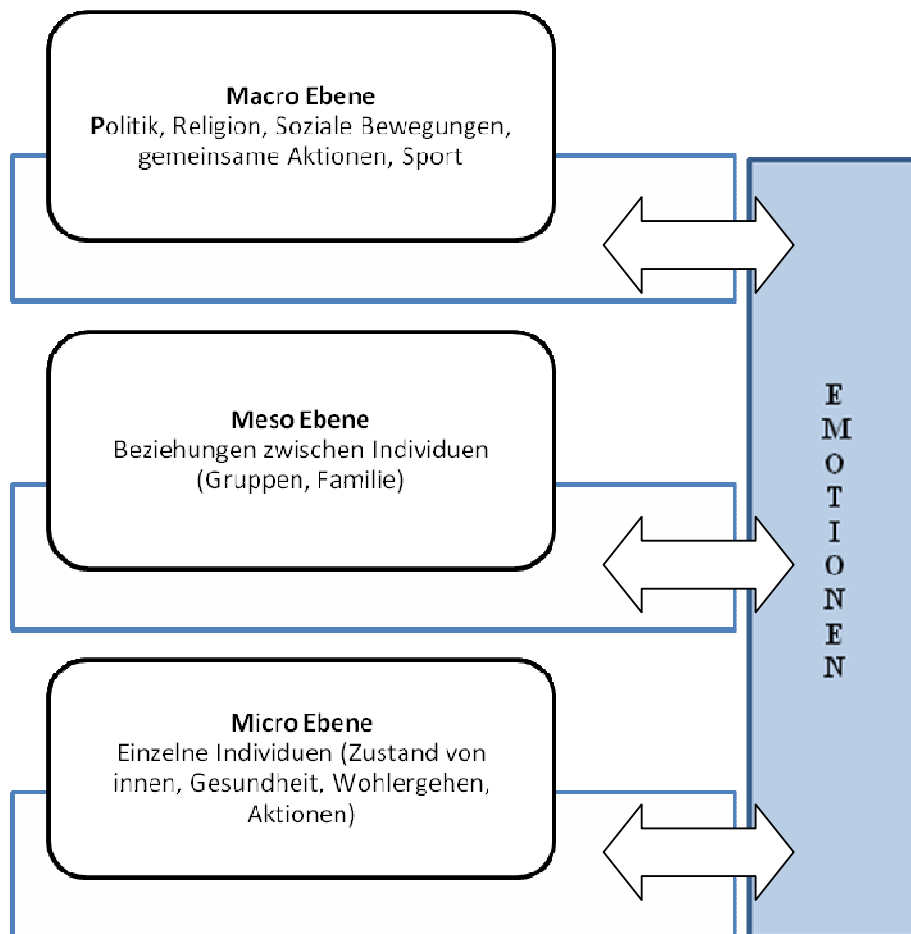 Macro Ebene
Politik, Religion, Soziale Bewegungen,
gemeinsame Aktionen, Sport
Meso Ebene
Beziehungen zwischen Individuen
(Gruppen, Familie)
Micro Ebene
Einzelne Individuen (Zustand von
innen, Gesundheit, Wohlergehen,
Aktionen)
E
M
O
T
I
O
N
E
N